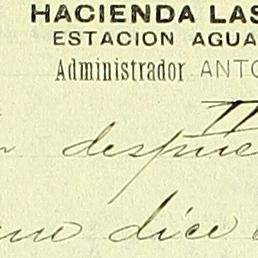 HACIENDA LAS
ESTACION AGUA
Administrador ANTO
despue
dice